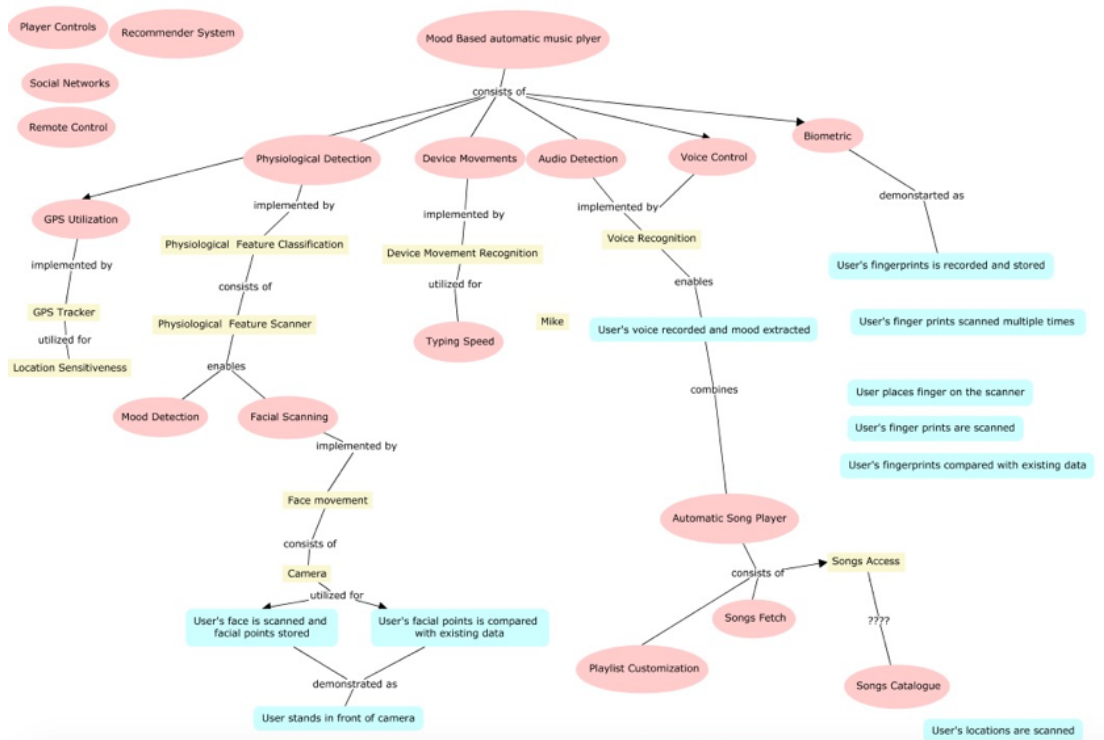 Player Controls
Recommender System
Mood Based automatic music plyer
Social Networks
Remote Control
consists of
Physiological Detection
Device Movements
Audio Detection
Voice Control
Biometric
GPS Utilization
implemented by
implemented by
implemented by
implemented by
demonstarted as
Physiological Feature Classification
Device Movement Recognition
Voice Recognition
User's fingerprints is recorded and stored
GPS Tracker
consists of
utilized for
enables
utilized for
Physiological Feature Scanner
Mike
User's voice recorded and mood extracted
User's finger prints scanned multiple times
Location Sensitiveness
enables
Typing Speed
combines
User places finger on the scanner
Mood Detection
Facial Scanning
User's finger prints are scanned
implemented by
User's fingerprints compared with existing data
Face movement
Automatic Song Player
consists of
Camera
consists of
Songs Access
utilized for
User's face is scanned and
facial points stored
User's facial points is compared
with existing data
Songs Fetch
????
Playlist Customization
demonstrated as
Songs Catalogue
User stands in front of camera
User's locations are scanned